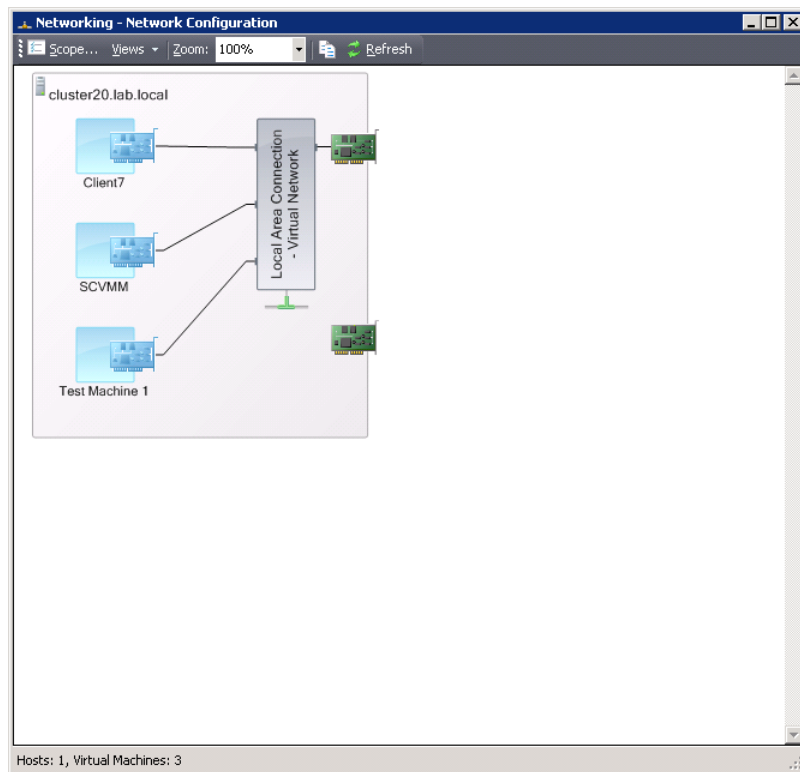 Networking - Network Configuration
Scope... Views Zoom: 100% Refresh
cluster20.lab.local
Client7
SCVMM
Test Machine 1
Local Area Connection
- Virtual Network
Hosts: 1, Virtual Machines: 3